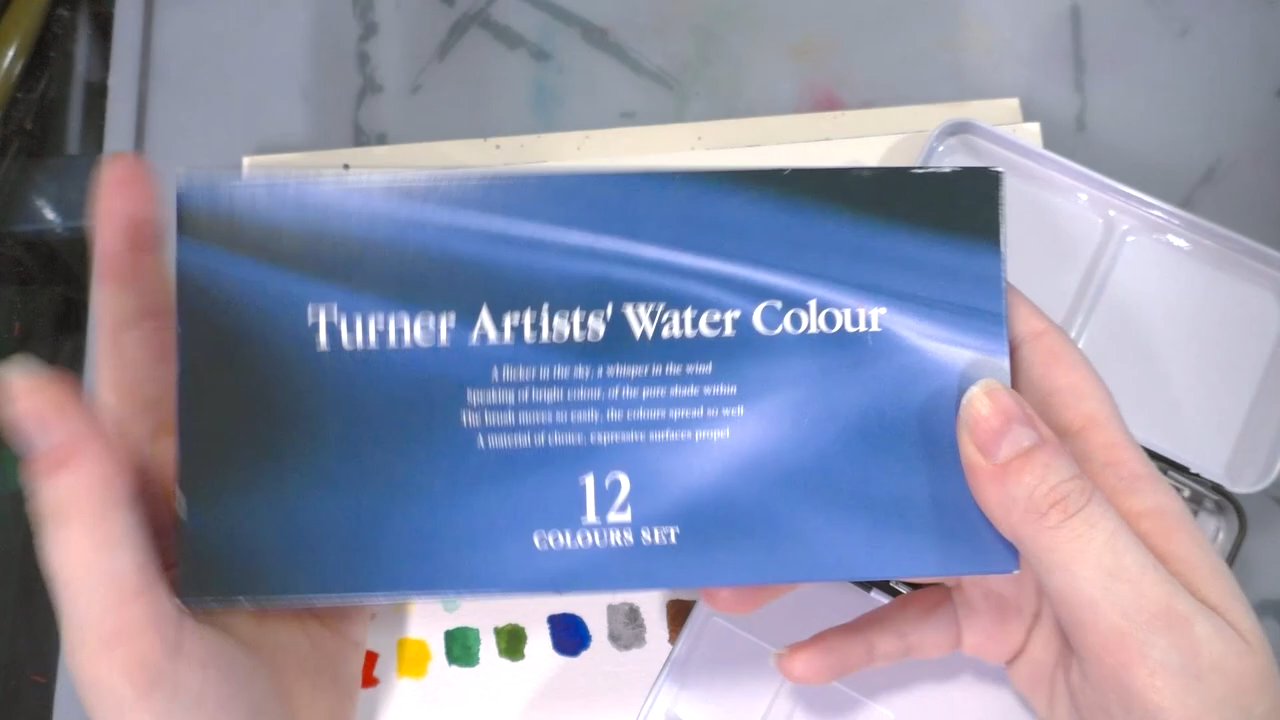 Turner Artists' Water Colour
A flicker in the sky, a whisper in the wind
Speaking of bright colour, of the pure shade within
The brush moves so easily, the colours spread so well
A material of choice, expressive surfaces propel
12
COLOURS SET